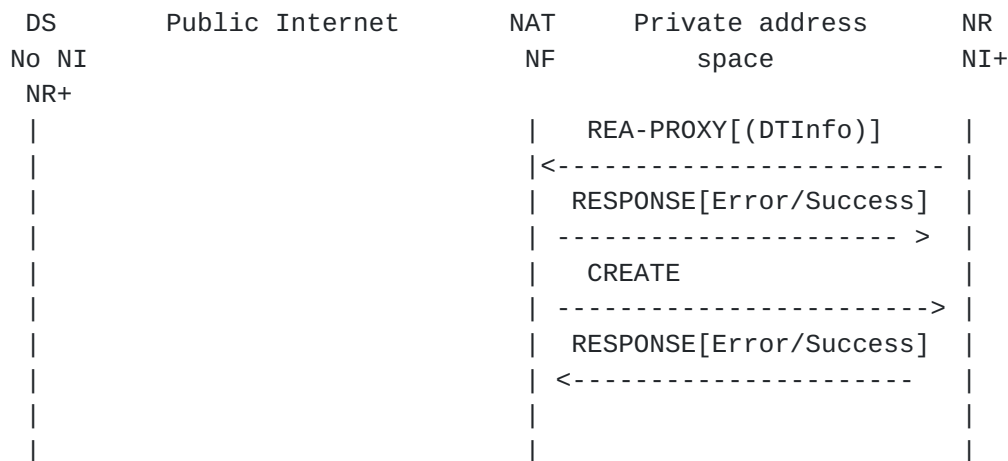 DS       Public Internet       NAT     Private address      NR
No NI                            NF          space            NI+
 NR+
 |                                |   REA-PROXY[(DTInfo)]     |
 |                                |<------------------------- |
 |                                |  RESPONSE[Error/Success]  |
 |                                | ---------------------- >  |
 |                                |   CREATE                  |
 |                                | ------------------------> |
 |                                |  RESPONSE[Error/Success]  |
 |                                | <----------------------   |
 |                                |                           |
 |                                |                           |